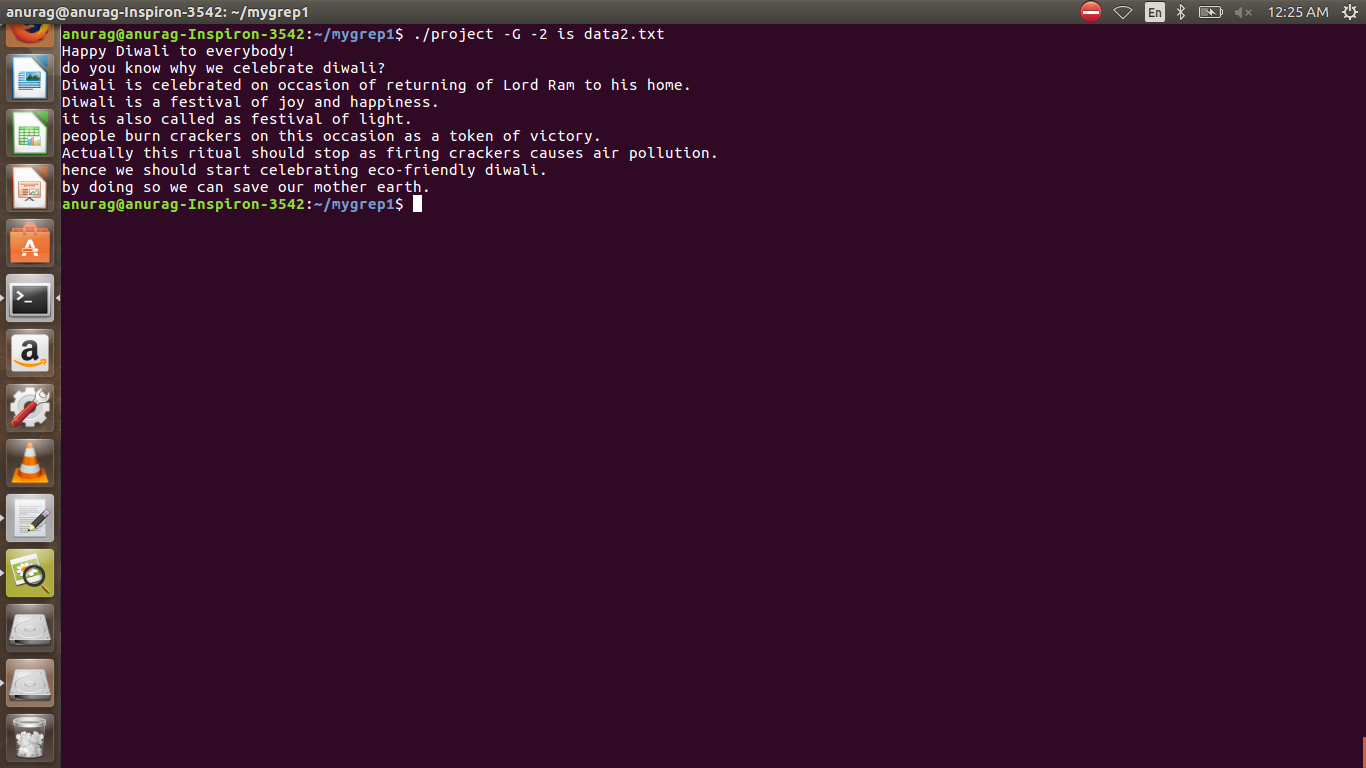 anurag@anurag-Inspiron-3542: ~/mygrep1
En
12:25 AM
anurag@anurag-Inspiron-3542:~/mygrep1$ ./project -G -2 is data2.txt
Happy Diwali to everybody!
do you know why we celebrate diwali?
Diwali is celebrated on occasion of returning of Lord Ram to his home.
Diwali is a festival of joy and happiness.
it is also called as festival of light.
people burn crackers on this occasion as a token of victory.
Actually this ritual should stop as firing crackers causes air pollution.
hence we should start celebrating eco-friendly diwali.
by doing so we can save our mother earth.
anurag@anurag-Inspiron-3542:~/mygrep1$